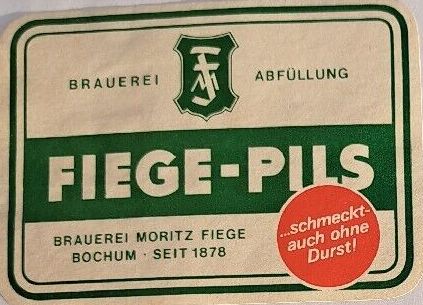 BRAUEREI ABFÜLLUNG
FIEGE-PILS
BRAUEREI MORITZ FIEGE
BOCHUM · SEIT 1878
...schmeckt-
auch ohne
Durst!